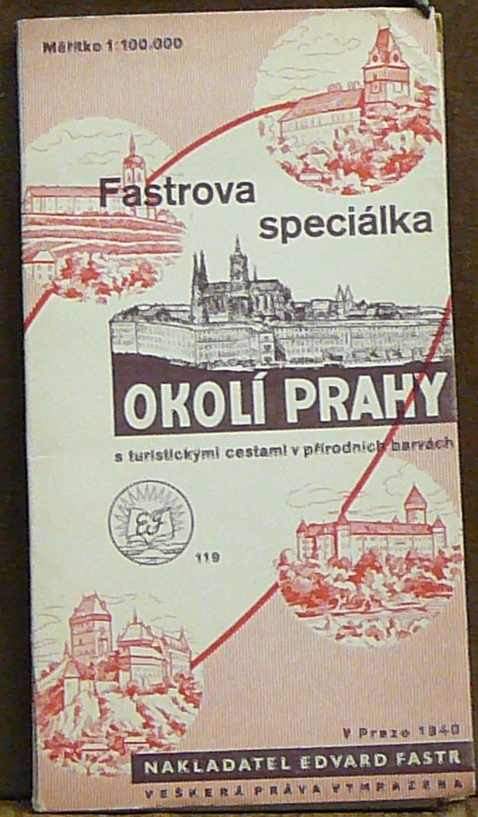 Měřítko 1:100.000
Fastrova
speciálka
OKOLÍ PRAHY
s turistickými cestami v přírodních barvách
EF
119
V Praze 1940
NAKLADATEL EDVARD FASTR
VEŠKERÁ PRÁVA VYHRAZENA